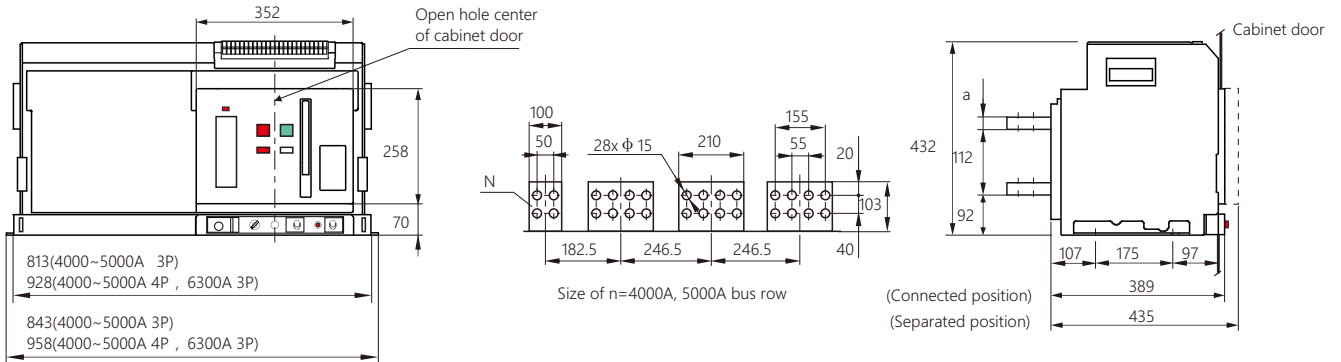 352
Open hole center
of cabinet door
258
70
813(4000~5000A 3P)
928(4000~5000A 4P , 6300A 3P)
843(4000~5000A 3P)
958(4000~5000A 4P , 6300A 3P)
100
50
28x ϕ 15
210
155
55
20
N
103
40
182.5
246.5
246.5
Size of n=4000A, 5000A bus row
Cabinet door
a
432
112
92
107
175
97
(Connected position)
389
(Separated position)
435